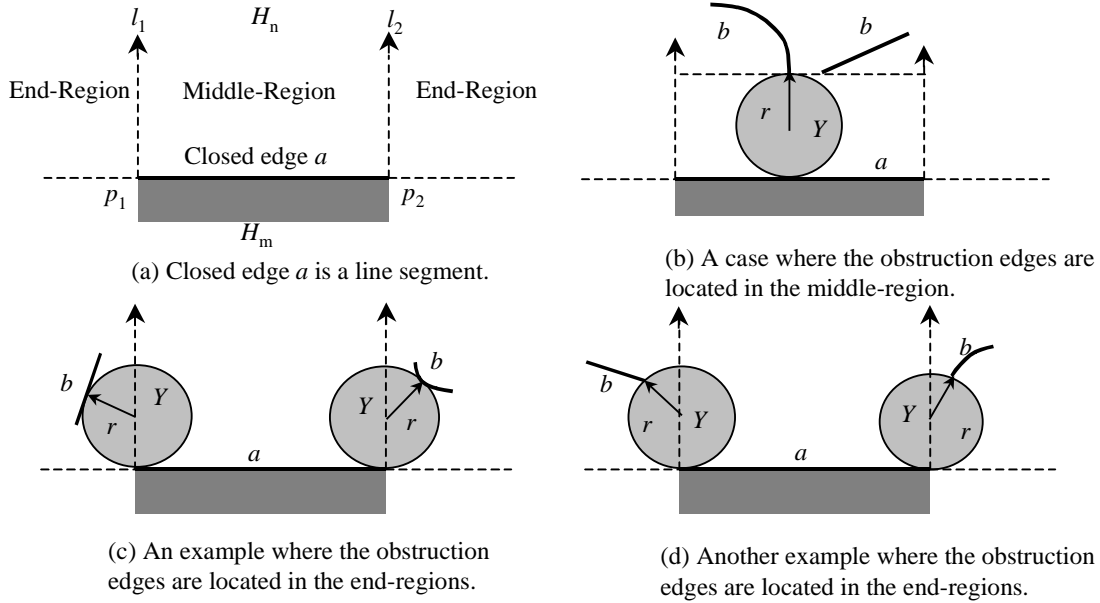 l1 Hn l2
End-Region Middle-Region End-Region
Closed edge a
p1 p2
Hm
(a) Closed edge a is a line segment.
b b
r Y
a
(b) A case where the obstruction edges are
located in the middle-region.
b Y r
Y b r
a
(c) An example where the obstruction
edges are located in the end-regions.
b r Y
b Y r
a
(d) Another example where the obstruction
edges are located in the end-regions.